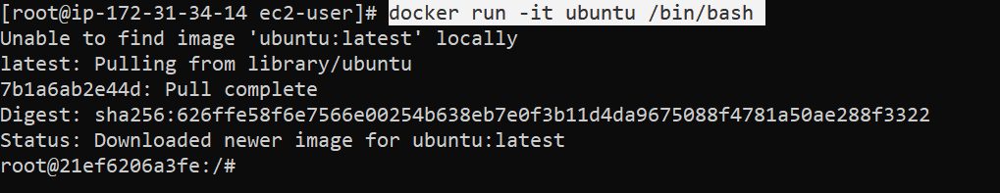 [root@ip-172-31-34-14 ec2-user]# docker run -it ubuntu /bin/bash
Unable to find image 'ubuntu:latest' locally
latest: Pulling from library/ubuntu
7b1a6ab2e44d: Pull complete
Digest: sha256:626ffe58f6e7566e00254b638eb7e0f3b11d4da9675088f4781a50ae288f3322
Status: Downloaded newer image for ubuntu:latest
root@21ef6206a3fe:/#